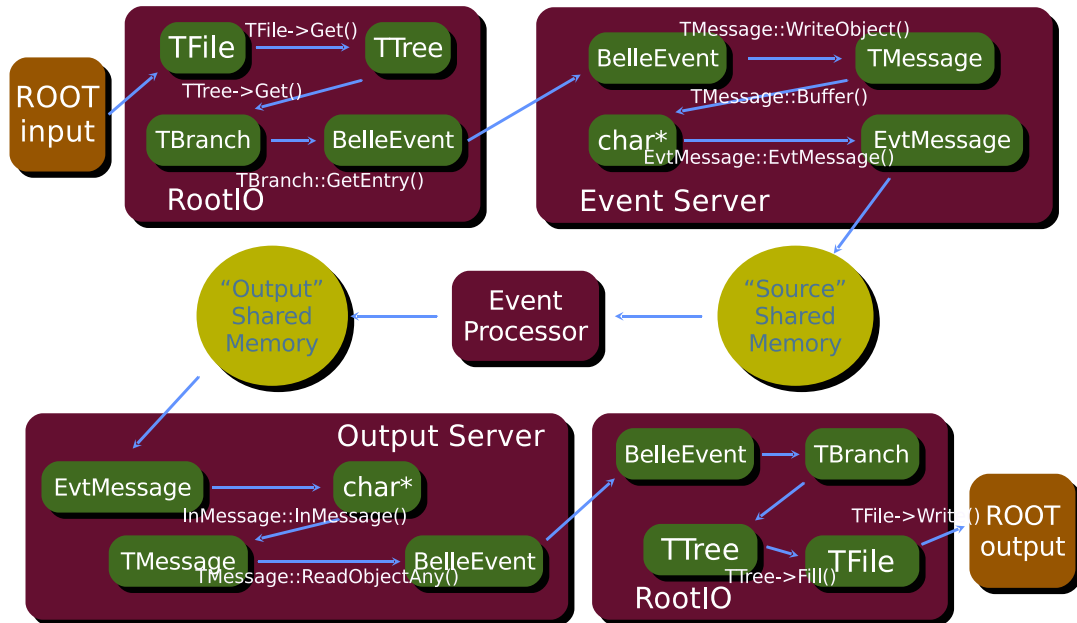 ROOT
input
TFile
TFile->Get()
TTree
TTree->Get()
TBranch
BelleEvent
TBranch::GetEntry()
RootIO
BelleEvent
TMessage::WriteObject()
TMessage
TMessage::Buffer()
char*
EvtMessage
EvtMessage::EvtMessage()
Event Server
“Source”
Shared
Memory
Event
Processor
“Output”
Shared
Memory
Output Server
EvtMessage
char*
InMessage::InMessage()
TMessage
BelleEvent
TMessage::ReadObjectAny()
BelleEvent
TBranch
TTree
TTree->Fill()
TFile
TFile->Write()
RootIO
ROOT
output